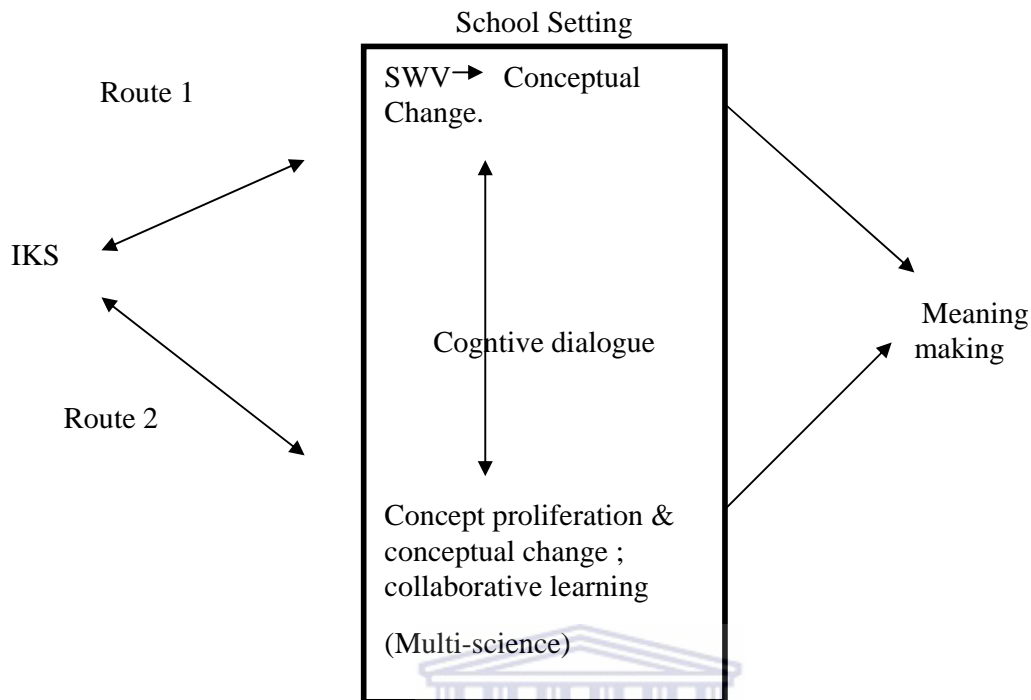 School Setting
Route 1
SWV → Conceptual
Change.
IKS
Cogntive dialogue
Meaning
making
Route 2
Concept proliferation &
conceptual change ;
collaborative learning
(Multi-science)